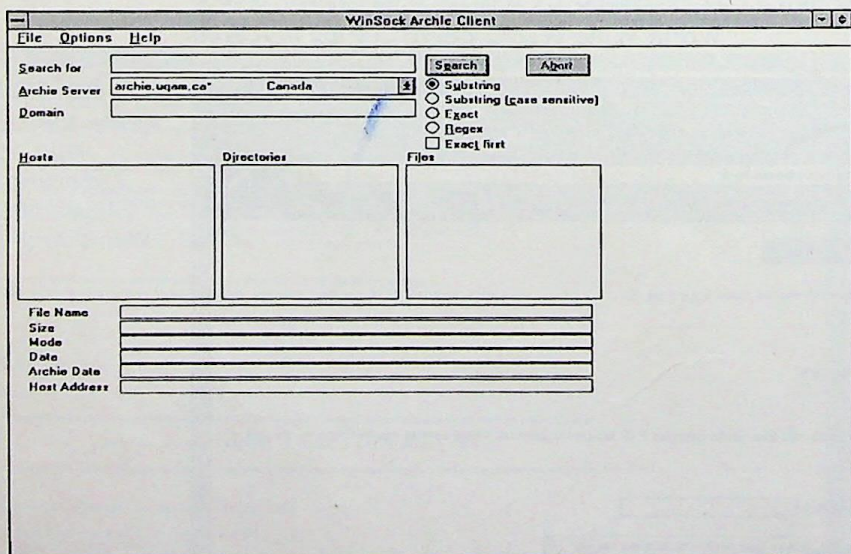 WinSock Archie Client
File Options Help
Search for
Search Abort
Archie Server archie.uqam.ca* Canada
Substring
Substring (case sensitive)
Domain
Exact
Regex
Exact first
Hosts Directories Files
File Name
Size
Mode
Date
Archie Date
Host Address